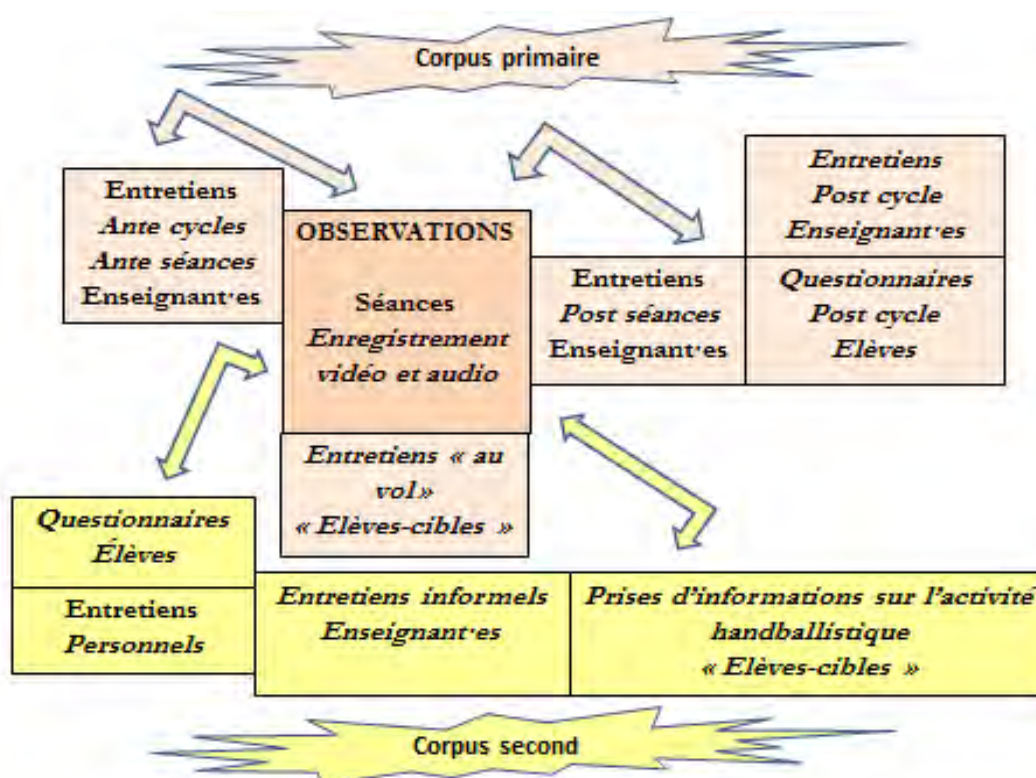 Corpus primaire
Entretiens
Ante cycles
Ante séances
Enseignant·es
OBSERVATIONS
Séances
Enregistrement
vidéo et audio
Entretiens « au
vol »
« Elèves-cibles »
Entretiens
Post séances
Enseignant·es
Entretiens
Post cycle
Enseignant·es
Questionnaires
Post cycle
Elèves
Questionnaires
Élèves
Entretiens
Personnels
Entretiens informels
Enseignant·es
Prises d’informations sur l’activité
handballistique
« Elèves-cibles »
Corpus second